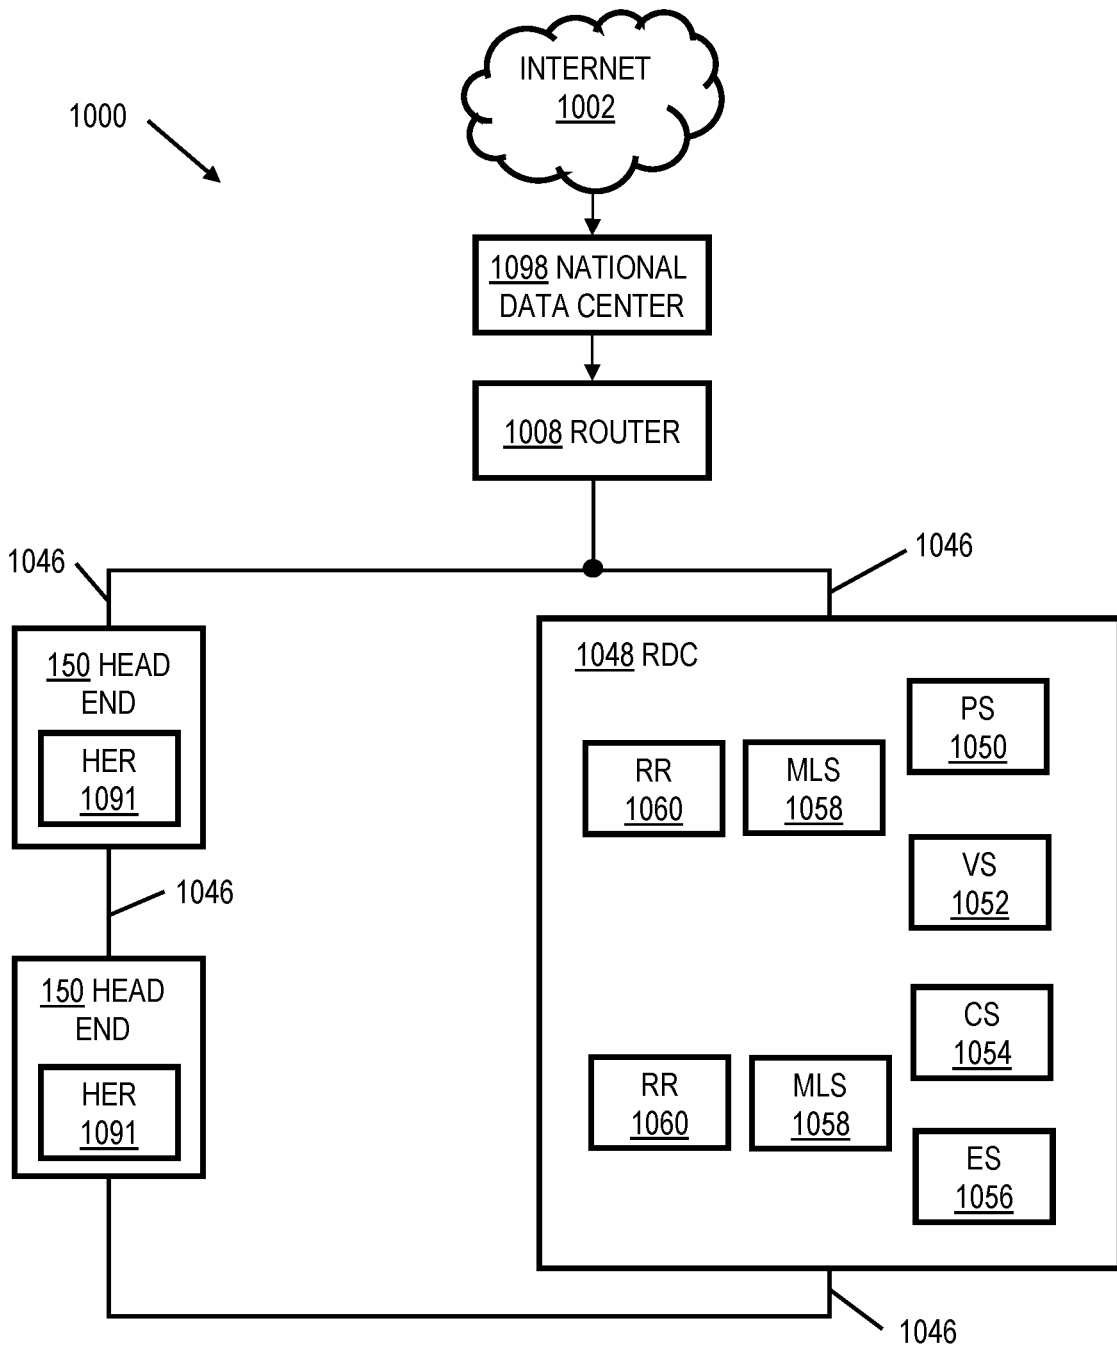 INTERNET
1002
1000
1098 NATIONAL
DATA CENTER
1008 ROUTER
1046
1046
150 HEAD
END
HER
1091
1046
150 HEAD
END
HER
1091
1048 RDC
PS
1050
RR
1060
MLS
1058
VS
1052
CS
1054
RR
1060
MLS
1058
ES
1056
1046